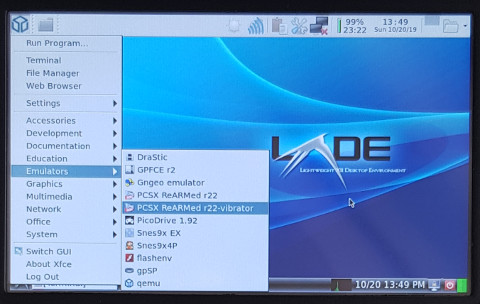 99%
23:22
13:49
Sun 10/20/19
Run Program...
Terminal
File Manager
Web Browser
Settings
Accessories
Development
Documentation
Education
Emulators
Graphics
Multimedia
Network
Office
System
Switch GUI
About Xfce
Log Out
DraStic
GPFCE r2
Gngeo emulator
PCSX ReARMed r22
PCSX ReARMed r22-vibrator
PicoDrive 1.92
Snes9x EX
Snes9x4P
flashenv
gpSP
qemu
LADE
Lightweight Desktop Environment
10/20 13:49 PM